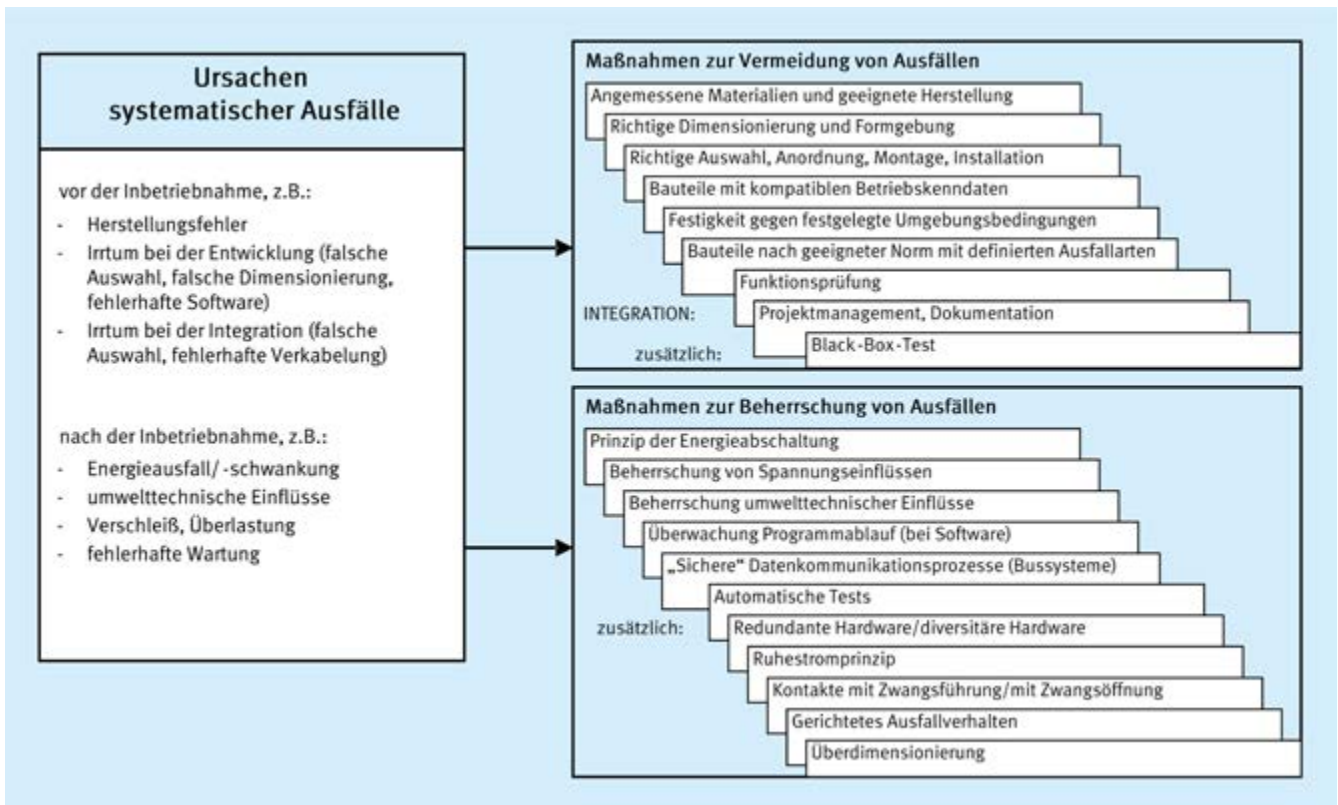 Ursachen
systematischer Ausfälle
vor der Inbetriebnahme, z.B.:
- Herstellungsfehler
- Irrtum bei der Entwicklung (falsche
Auswahl, falsche Dimensionierung,
fehlerhafte Software)
- Irrtum bei der Integration (falsche
Auswahl, fehlerhafte Verkabelung)
nach der Inbetriebnahme, z.B.:
- Energieausfall/ -schwankung
- umwelttechnische Einflüsse
- Verschleiß, Überlastung
- fehlerhafte Wartung
Maßnahmen zur Vermeidung von Ausfällen
Angemessene Materialien und geeignete Herstellung
Richtige Dimensionierung und Formgebung
Richtige Auswahl, Anordnung, Montage, Installation
Bauteile mit kompatiblen Betriebskenndaten
Festigkeit gegen festgelegte Umgebungsbedingungen
Bauteile nach geeigneter Norm mit definierten Ausfallarten
Funktionsprüfung
INTEGRATION: Projektmanagement, Dokumentation
zusätzlich: Black-Box-Test
Maßnahmen zur Beherrschung von Ausfällen
Prinzip der Energieabschaltung
Beherrschung von Spannungseinflüssen
Beherrschung umwelttechnischer Einflüsse
Überwachung Programmablauf (bei Software)
„Sichere“ Datenkommunikationsprozesse (Bussysteme)
Automatische Tests
zusätzlich: Redundante Hardware/diversitäre Hardware
Ruhestromprinzip
Kontakte mit Zwangsführung/mit Zwangsöffnung
Gerichtetes Ausfallverhalten
Überdimensionierung